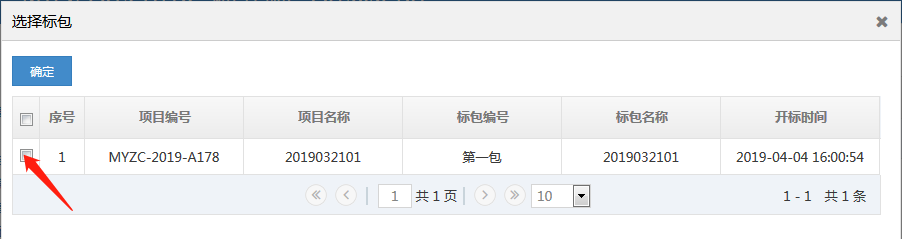 选择标包
确定
序号 项目编号 项目名称 标包编号 标包名称 开标时间
1 MYZC-2019-A178 2019032101 第一包 2019032101 2019-04-04 16:00:54
1 共 1 页 10 1 - 1 共 1 条